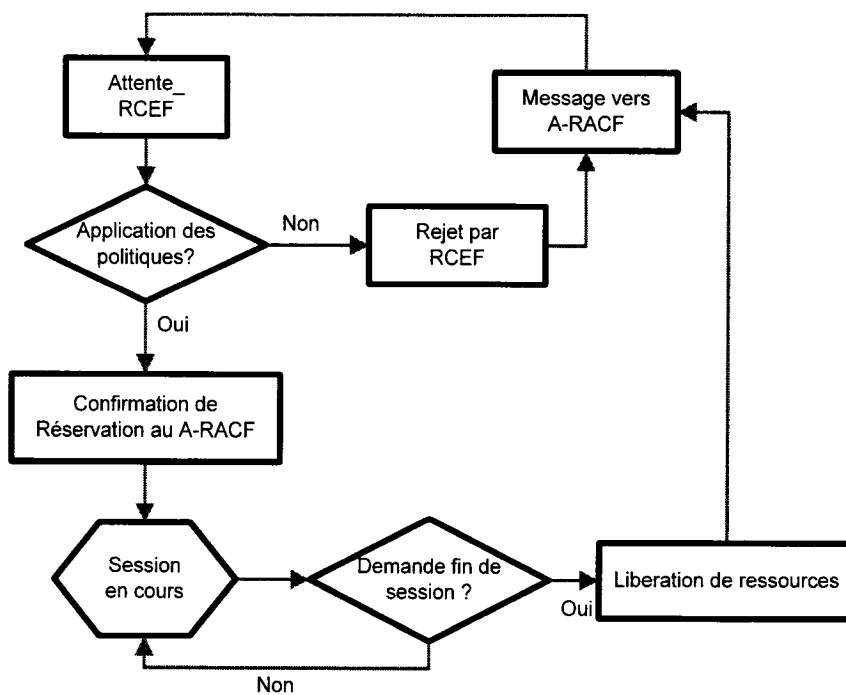 Attente_
RCEF
Message vers
A-RACF
Application des
politiques?
Non
Rejet par
RCEF
Oui
Confirmation de
Réservation au A-RACF
Session
en cours
Demande fin de
session ?
Oui
Liberation de ressources
Non